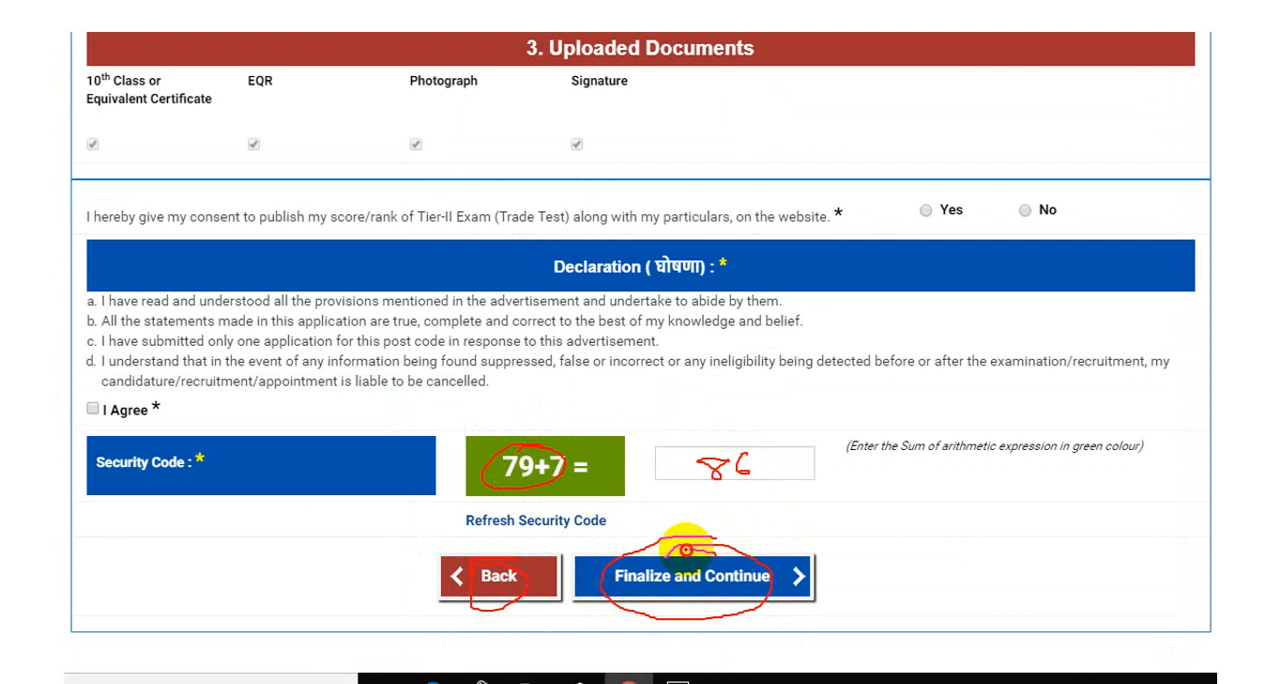 3. Uploaded Documents
10th Class or
Equivalent Certificate
EQR
Photograph
Signature
I hereby give my consent to publish my score/rank of Tier-II Exam (Trade Test) along with my particulars, on the website. *
Yes
No
Declaration ( घोषणा) : *
a. I have read and understood all the provisions mentioned in the advertisement and undertake to abide by them.
b. All the statements made in this application are true, complete and correct to the best of my knowledge and belief.
c. I have submitted only one application for this post code in response to this advertisement.
d. I understand that in the event of any information being found suppressed, false or incorrect or any ineligibility being detected before or after the examination/recruitment, my
candidature/recruitment/appointment is liable to be cancelled.
I Agree *
Security Code : *
79+7 =
86
(Enter the Sum of arithmetic expression in green colour)
Refresh Security Code
Back
Finalize and Continue